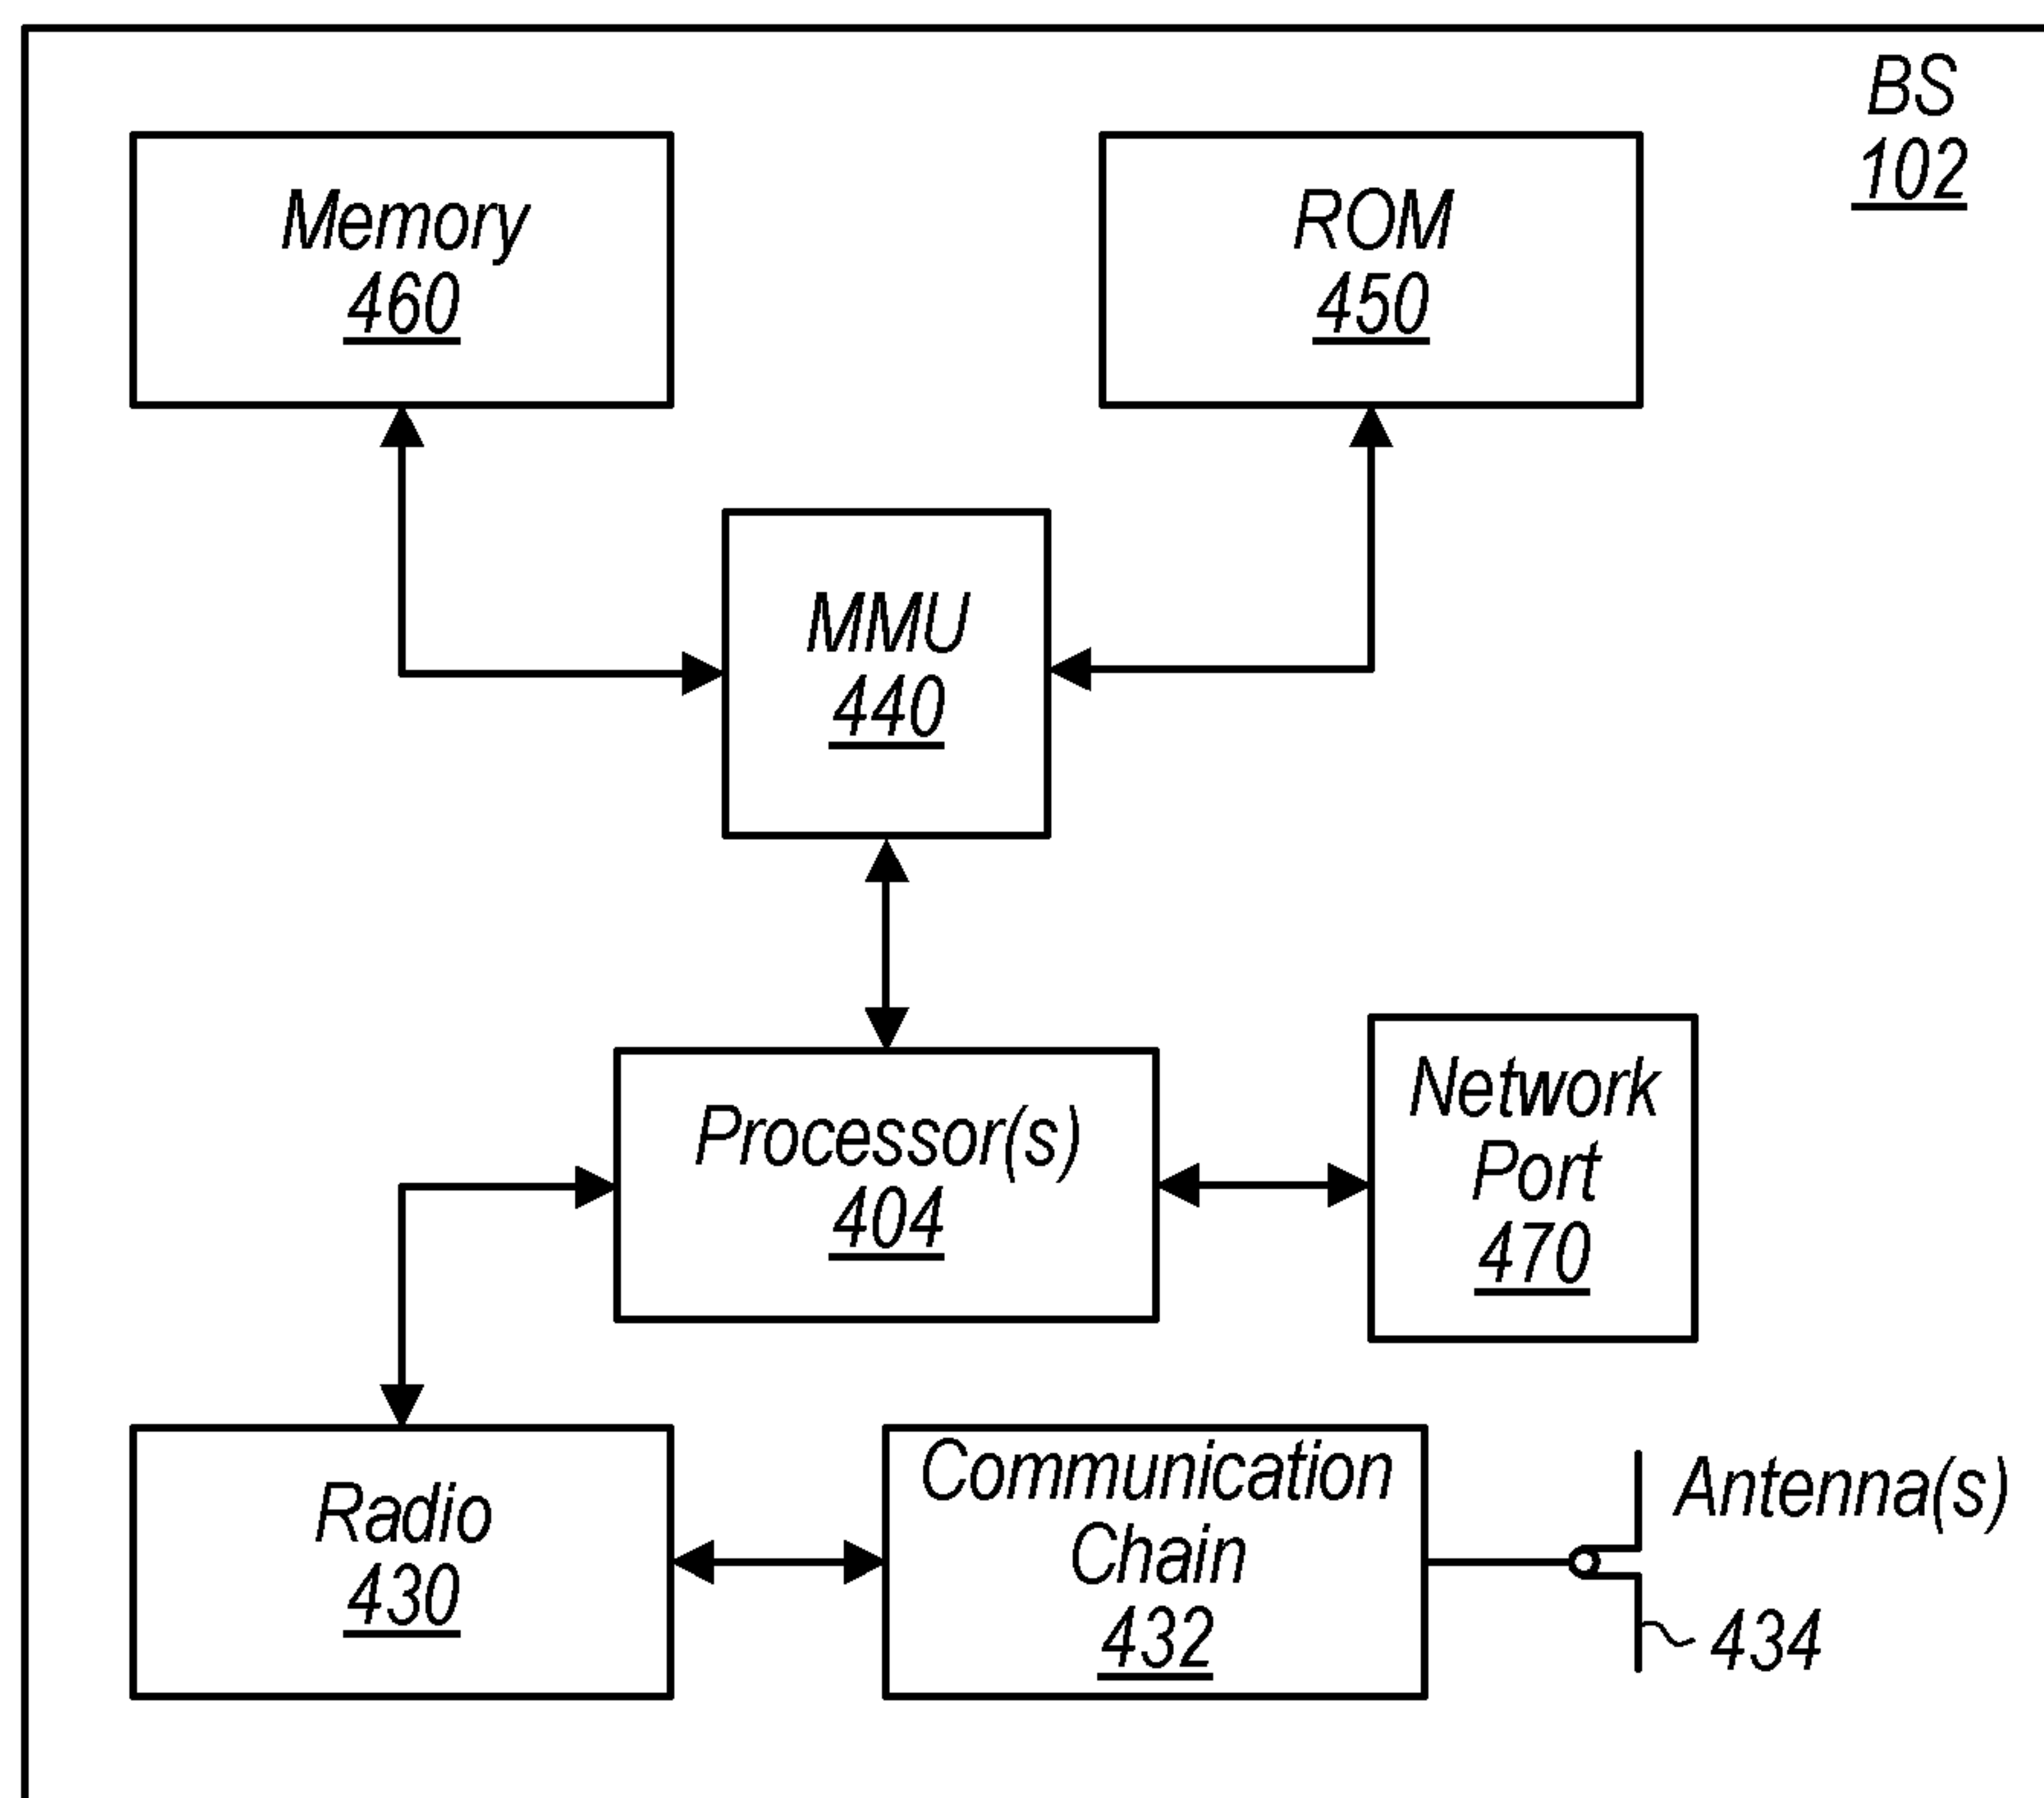 BS
102
Memory
460
ROM
450
MMU
440
Processor(s)
404
Network
Port
470
Radio
430
Communication
Chain
432
Antenna(s)
434